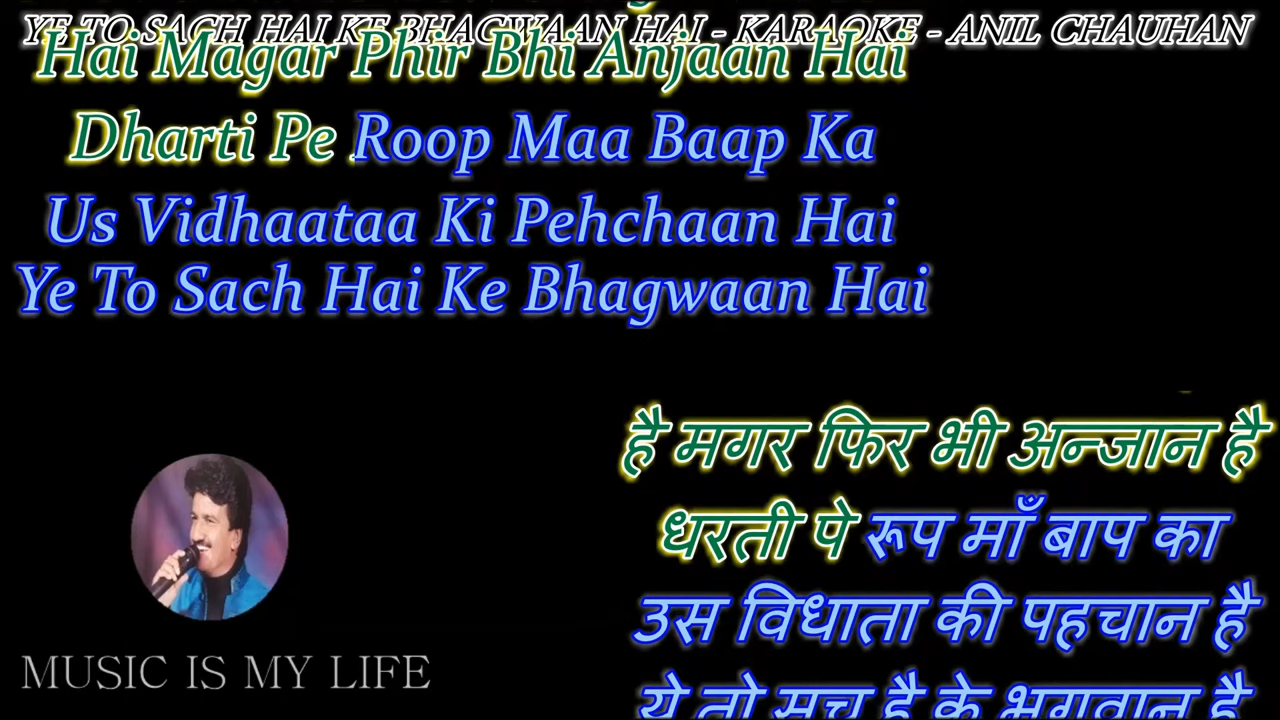 YE TO SACH HAI KE BHAGWAAN HAI - KARAOKE - ANIL CHAUHAN
Hai Magar Phir Bhi Anjaan Hai
Dharti Pe Roop Maa Baap Ka
Us Vidhaataa Ki Pehchaan Hai
Ye To Sach Hai Ke Bhagwaan Hai
है मगर फिर भी अन्जान है
धरती पे रूप माँ बाप का
उस विधाता की पहचान है
ये तो सच है के भगवान है
MUSIC IS MY LIFE